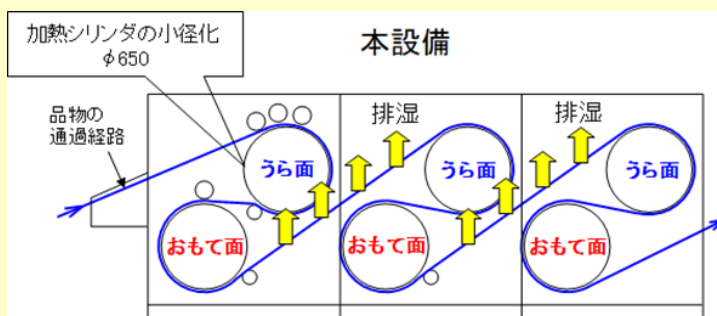 加熱シリンダの小径化
φ650
本設備
品物の
通過経路
排湿
排湿
うら面
うら面
うら面
おもて面
おもて面
おもて面